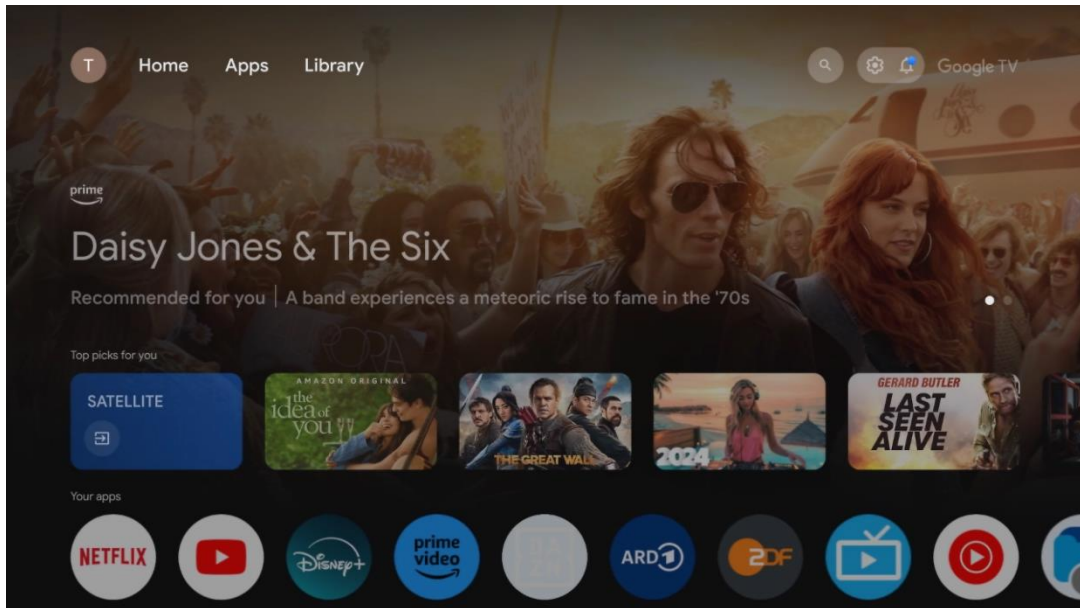 T Home Apps Library Google TV
prime
Daisy Jones & The Six
Recommended for you | A band experiences a meteoric rise to fame in the '70s
Top picks for you
SATELLITE
AMAZON ORIGINAL
the
idea of
you
THE GREAT WALL
2024
GERARD BUTLER
LAST
SEEN
ALIVE
Your apps
NETFLIX
Disney+
prime
video
DAZN
ARD 1
ZDF